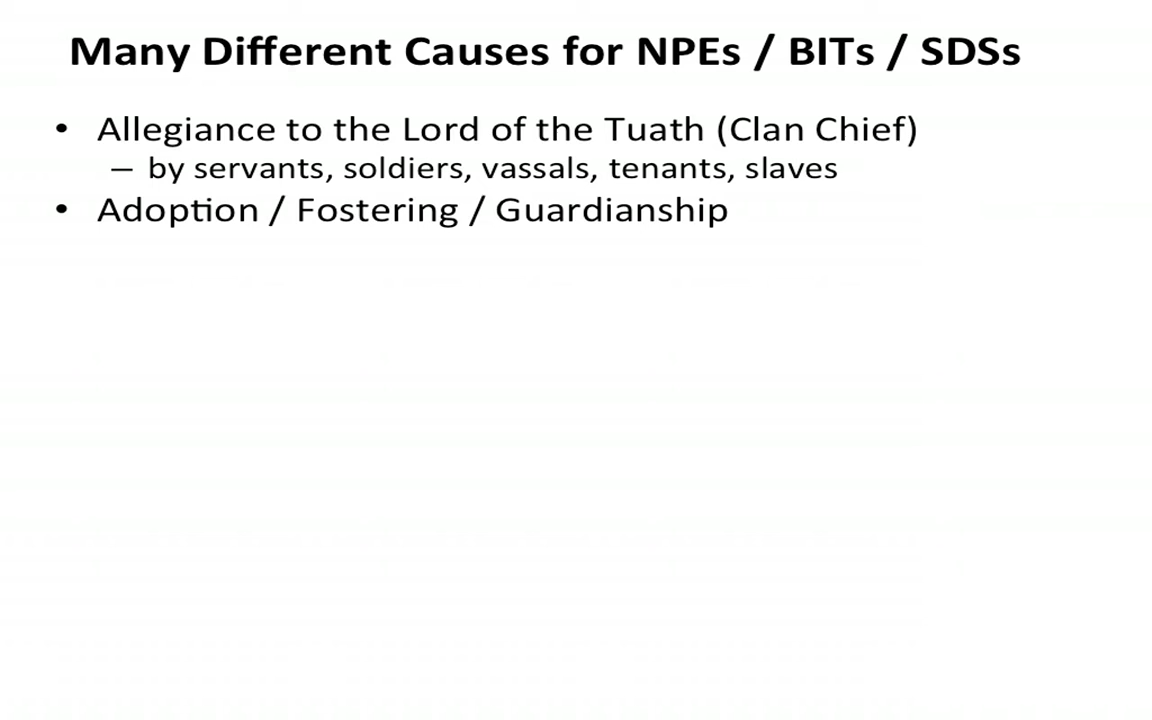 Many Different Causes for NPEs / BITs / SDSs
• Allegiance to the Lord of the Tuath (Clan Chief)
– by servants, soldiers, vassals, tenants, slaves
• Adoption / Fostering / Guardianship